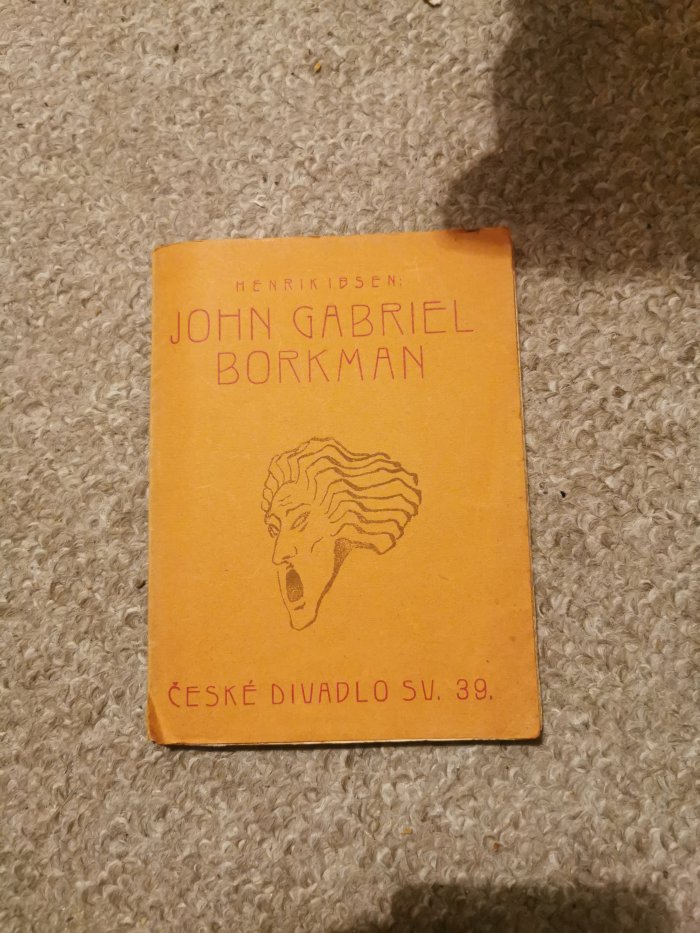 HENRIK IBSEN:
JOHN GABRIEL
BORKMAN
ČESKÉ DIVADLO SV. 39.